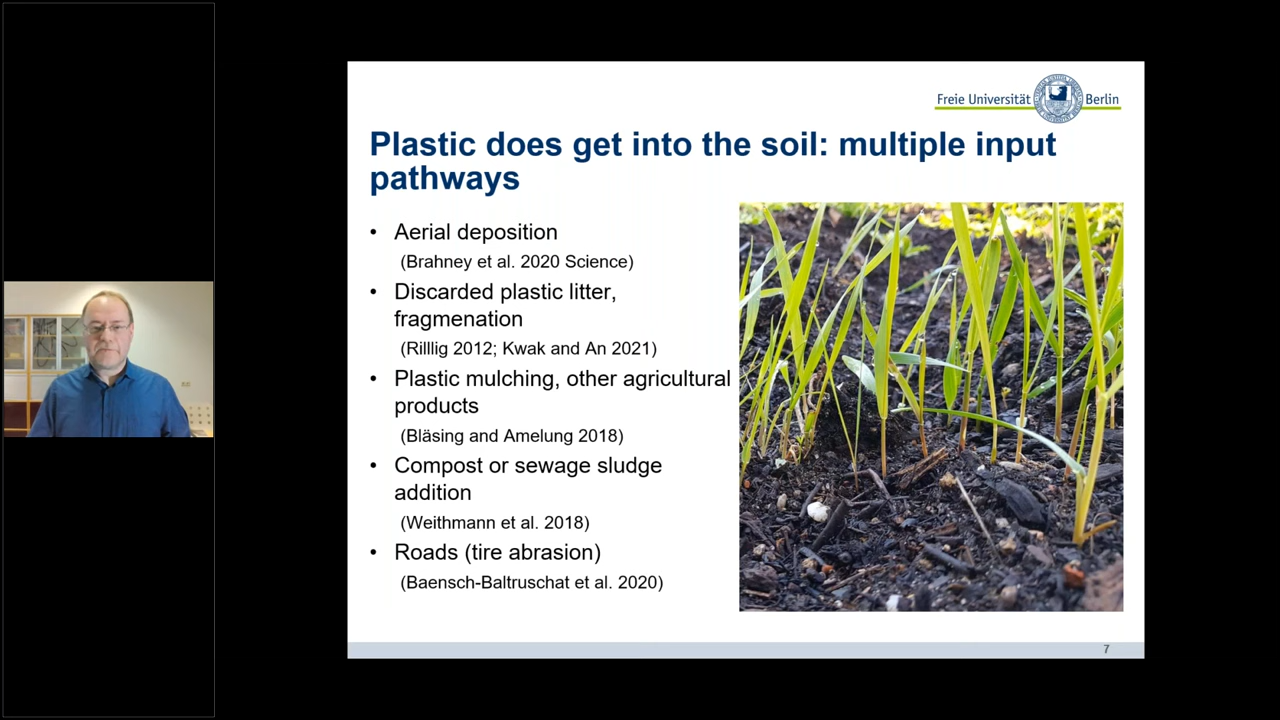 Freie Universität Berlin
Plastic does get into the soil: multiple input
pathways
• Aerial deposition
(Brahney et al. 2020 Science)
• Discarded plastic litter,
fragmenation
(Rilllig 2012; Kwak and An 2021)
• Plastic mulching, other agricultural
products
(Bläsing and Amelung 2018)
• Compost or sewage sludge
addition
(Weithmann et al. 2018)
• Roads (tire abrasion)
(Baensch-Baltruschat et al. 2020)
7